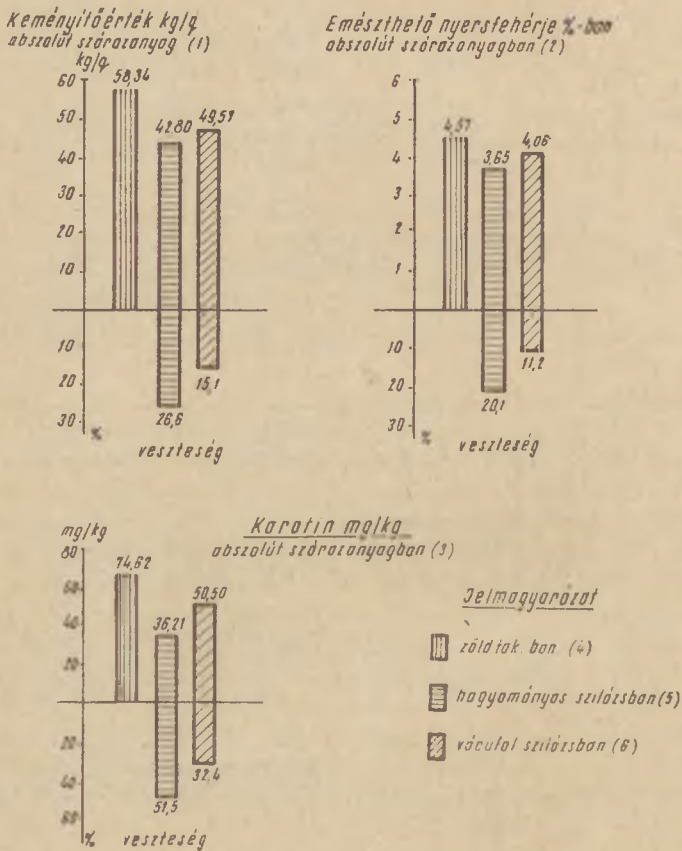 Keményítőérték kg/q
abszolút szárazanyag (1)
kg/q
60
50
40
30
20
10
10
20
30
%
58,34
42,80
49,51
26,6
15,1
veszteség
Emészthető nyersfehérje %-ban
abszolút szárazanyagban (2)
6
5
4
3
2
1
10
20
30
%
4,57
3,65
4,06
20,1
11,2
veszteség
Karotin mg/kg
abszolút szárazanyagban (3)
mg/kg
80
60
40
20
20
40
60
%
74,62
36,21
50,50
51,5
32,4
veszteség
Jelmagyarázat
zöldtak. ban (4)
hagyományos szilázsban (5)
vácufol szilázsban (6)